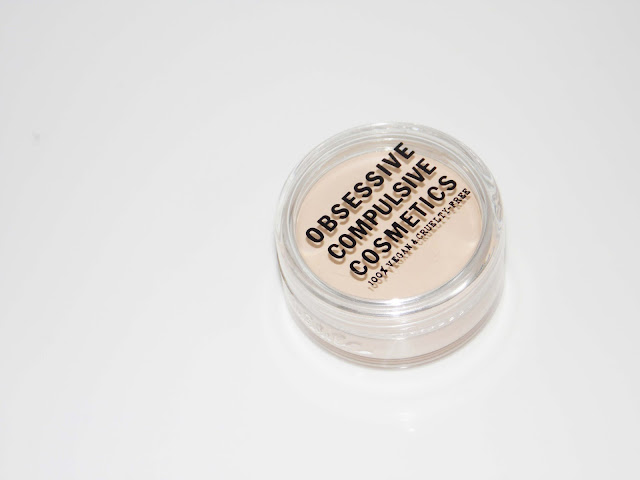 OBSESSIVE
COMPULSIVE
COSMETICS
100% VEGAN & CRUELTY-FREE